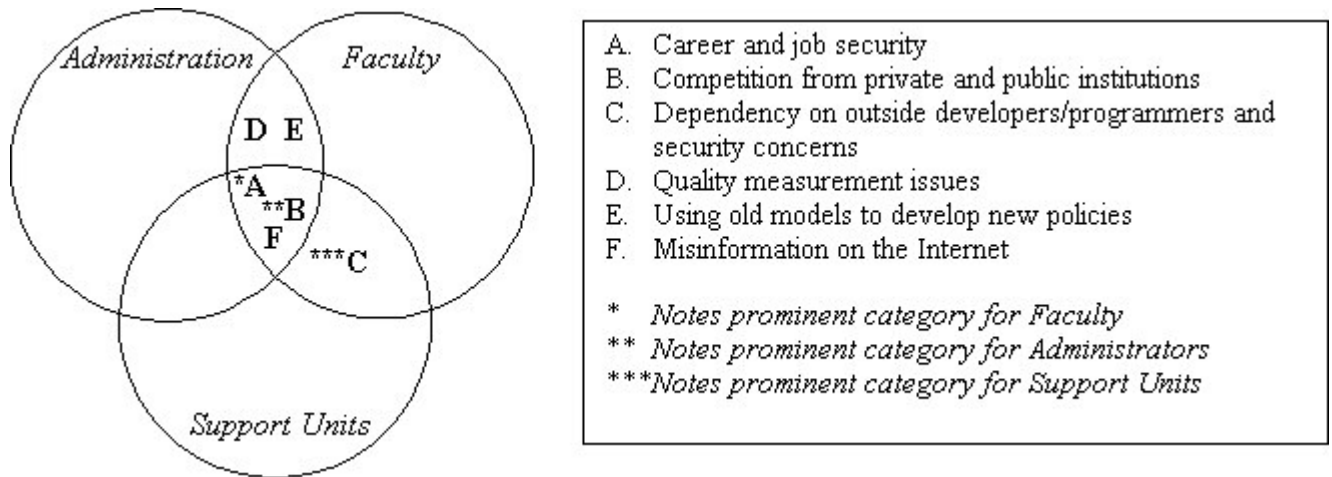 Administration
Faculty
D E
*A
**B
F
***C
Support Units
A. Career and job security
B. Competition from private and public institutions
C. Dependency on outside developers/programmers and
security concerns
D. Quality measurement issues
E. Using old models to develop new policies
F. Misinformation on the Internet
* Notes prominent category for Faculty
** Notes prominent category for Administrators
***Notes prominent category for Support Units